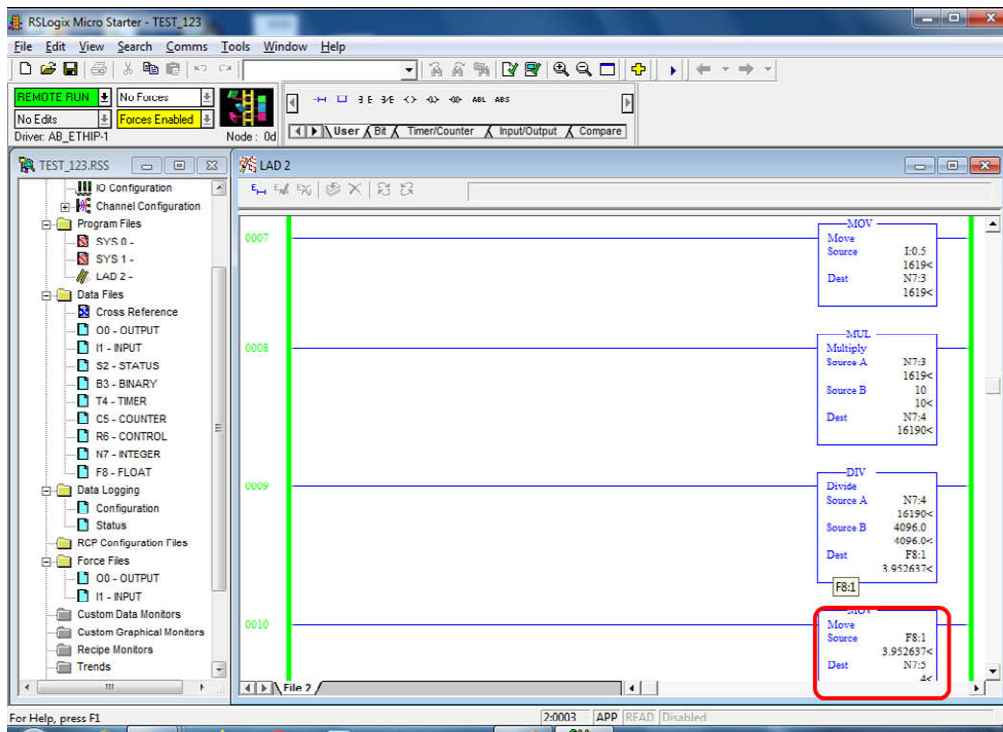 RSLogix Micro Starter - TEST_123
File Edit View Search Comms Tools Window Help
REMOTE RUN No Forces
No Edits Forces Enabled
Driver: AB_ETHIP-1 Node : 0d
ABL ABS
User Bit Timer/Counter Input/Output Compare
TEST_123.RSS
IO Configuration
Channel Configuration
Program Files
SYS 0 -
SYS 1 -
LAD 2 -
Data Files
Cross Reference
O0 - OUTPUT
I1 - INPUT
S2 - STATUS
B3 - BINARY
T4 - TIMER
C5 - COUNTER
R6 - CONTROL
N7 - INTEGER
F8 - FLOAT
Data Logging
Configuration
Status
RCP Configuration Files
Force Files
O0 - OUTPUT
I1 - INPUT
Custom Data Monitors
Custom Graphical Monitors
Recipe Monitors
Trends
LAD 2
0007
MOV
Move
Source I:0.5
1619<
Dest N7:3
1619<
0008
MUL
Multiply
Source A N7:3
1619<
Source B 10
10<
Dest N7:4
16190<
0009
DIV
Divide
Source A N7:4
16190<
Source B 4096.0
4096.0<
Dest F8:1
3.952637<
F8:1
0010
MOV
Move
Source F8:1
3.952637<
Dest N7:5
4<
File 2
For Help, press F1
2:0003 APP READ Disabled